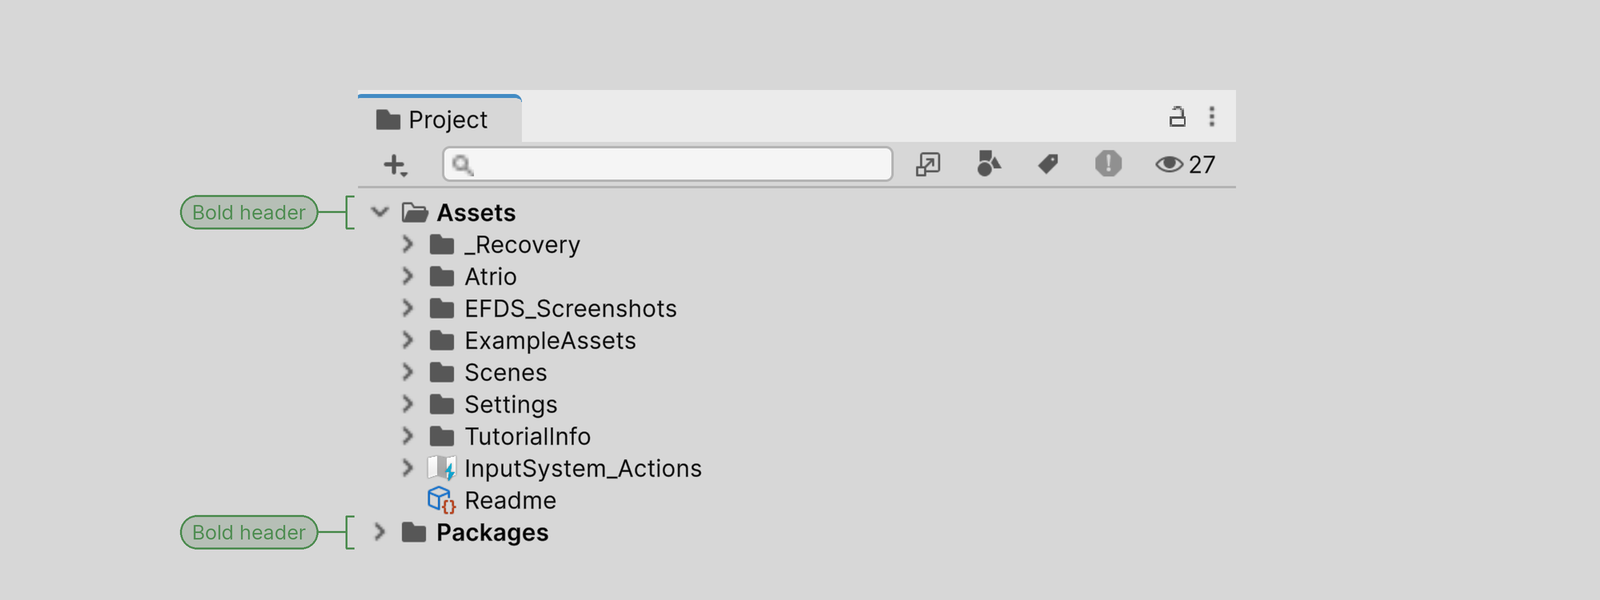 Project
27
Bold header
Assets
_Recovery
Atrio
EFDS_Screenshots
ExampleAssets
Scenes
Settings
TutorialInfo
InputSystem_Actions
Readme
Bold header
Packages